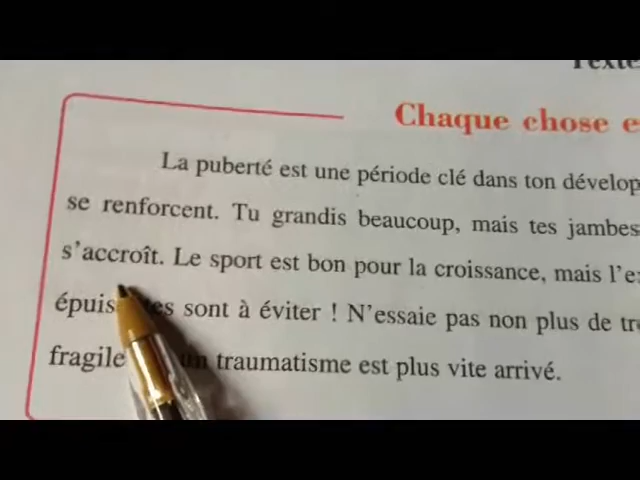 Texte
Chaque chose e
La puberté est une période clé dans ton dévelop
se renforcent. Tu grandis beaucoup, mais tes jambes
s'accroît. Le sport est bon pour la croissance, mais l'e
sont à éviter ! N'essaie pas non plus de tr
fragile un traumatisme est plus vite arrivé.